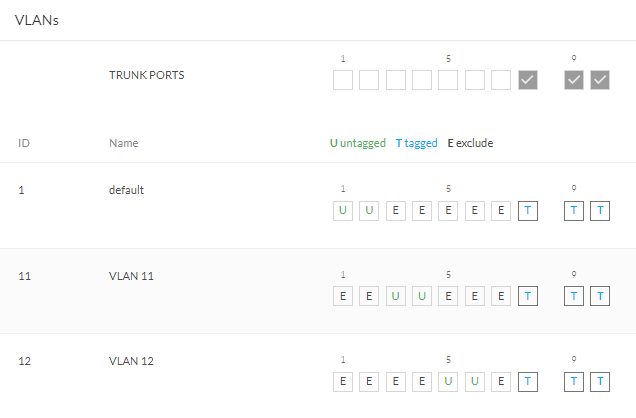 VLANs
1 5 9
TRUNK PORTS
ID Name U untagged T tagged E exclude
1 default 1 5 9
U U E E E E E T T T
11 VLAN 11 1 5 9
E E U U E E E T T T
12 VLAN 12 1 5 9
E E E E U U E T T T